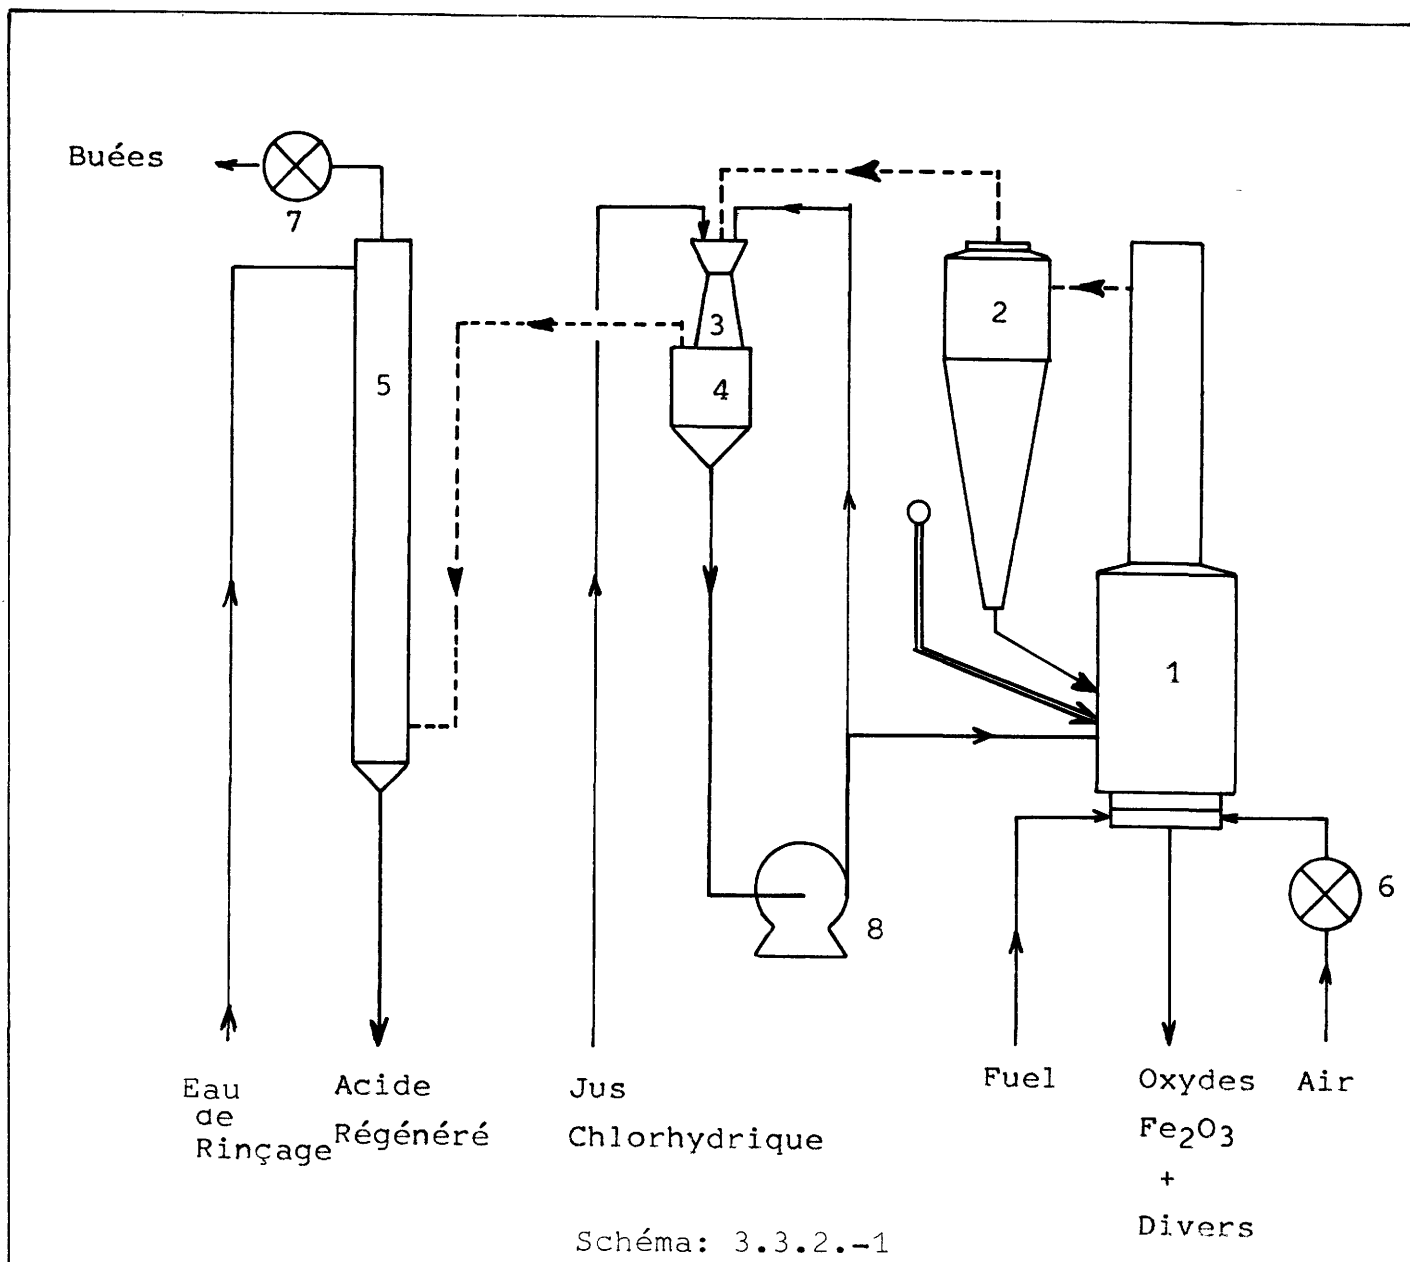 Buées
7
2
3
5
4
1
6
8
Eau
de
Rinçage
Acide
Régénéré
Jus
Chlorhydrique
Fuel
Oxydes
Fe2O3
+
Divers
Air
Schéma: 3.3.2.-1